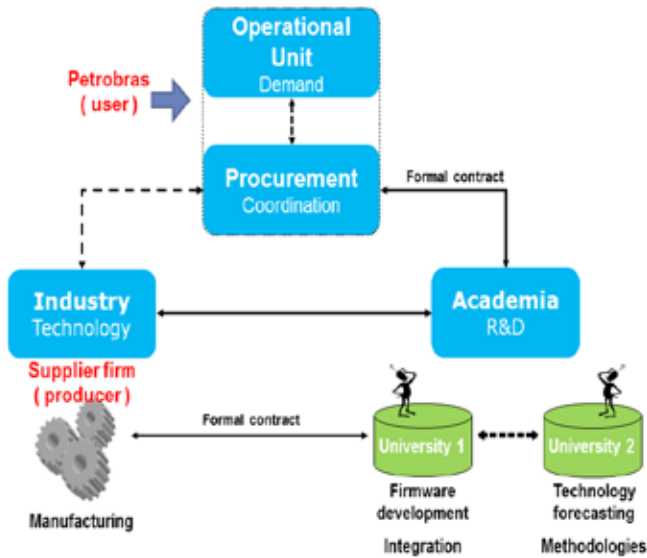 Operational
Unit
Demand
Petrobras
( user )
Procurement
Coordination
Formal contract
Industry
Technology
Academia
R&D
Supplier firm
( producer )
Formal contract
University 1
University 2
Manufacturing
Firmware
development
Integration
Technology
forecasting
Methodologies